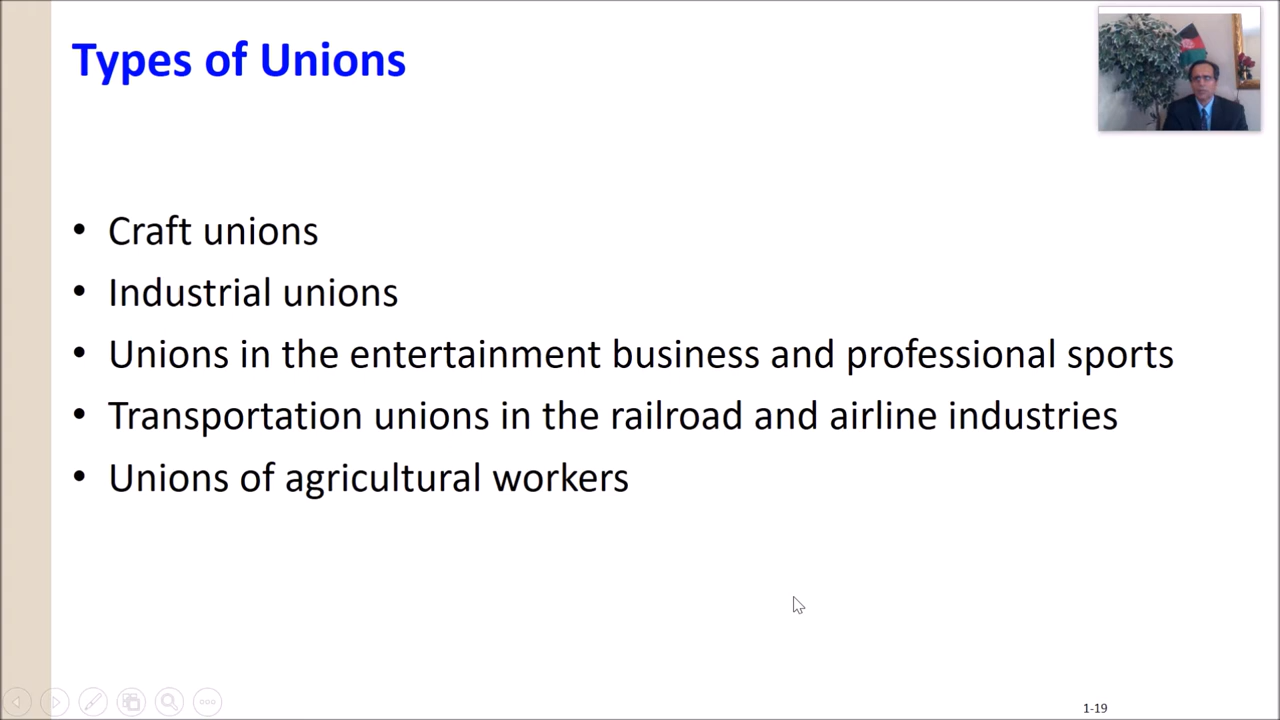 Types of Unions
• Craft unions
• Industrial unions
• Unions in the entertainment business and professional sports
• Transportation unions in the railroad and airline industries
• Unions of agricultural workers
1-19